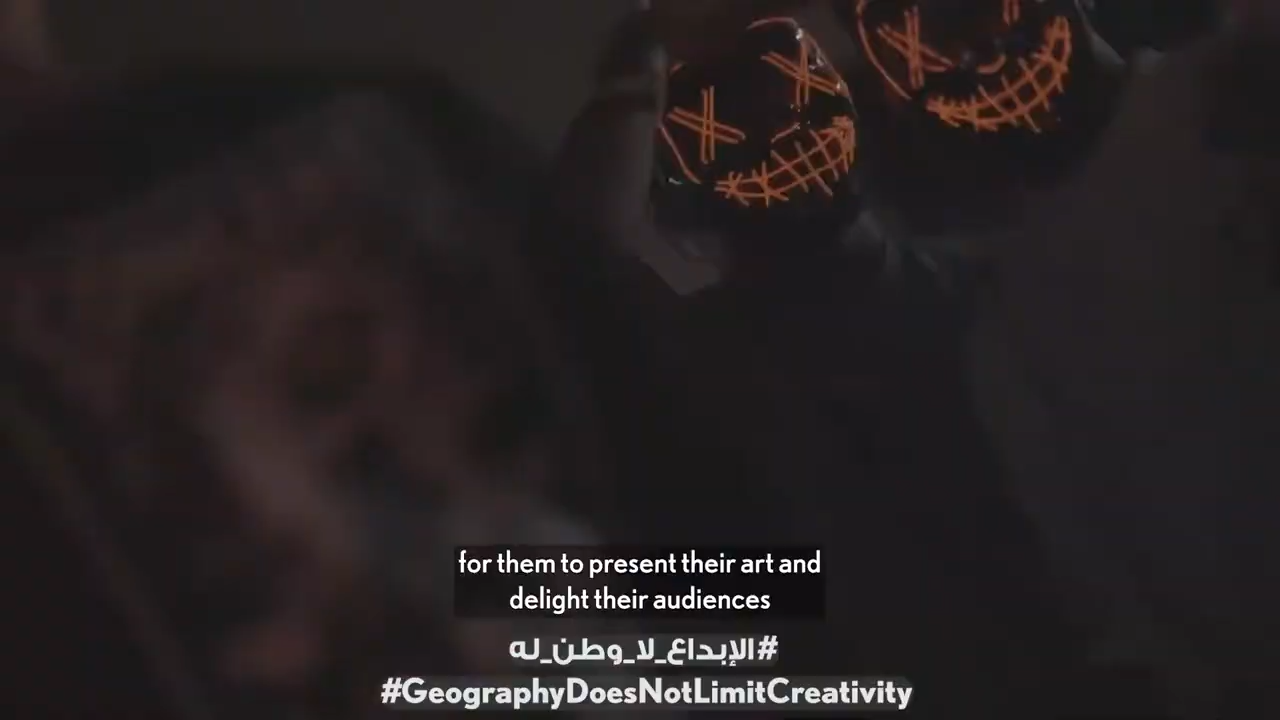 for them to present their art and
delight their audiences
#الإبداع_لا_وطن_له
#GeographyDoesNotLimitCreativity